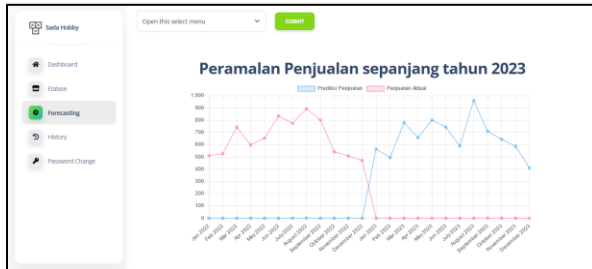 Sada Hobby
Open this select menu
SUBMIT
Dashboard
Etalase
Forecasting
History
Password Change
Peramalan Penjualan sepanjang tahun 2023
Prediksi Penjualan
Penjualan Aktual
1.000
900
800
700
600
500
400
300
200
100
0
Jan 2022
Feb 2022
Mar 2022
Apr 2022
May 2022
Jun 2022
July 2022
August 2022
September 2022
October 2022
November 2022
December 2022
Jan 2023
Feb 2023
Mar 2023
Apr 2023
May 2023
Jun 2023
July 2023
August 2023
September 2023
October 2023
November 2023
December 2023